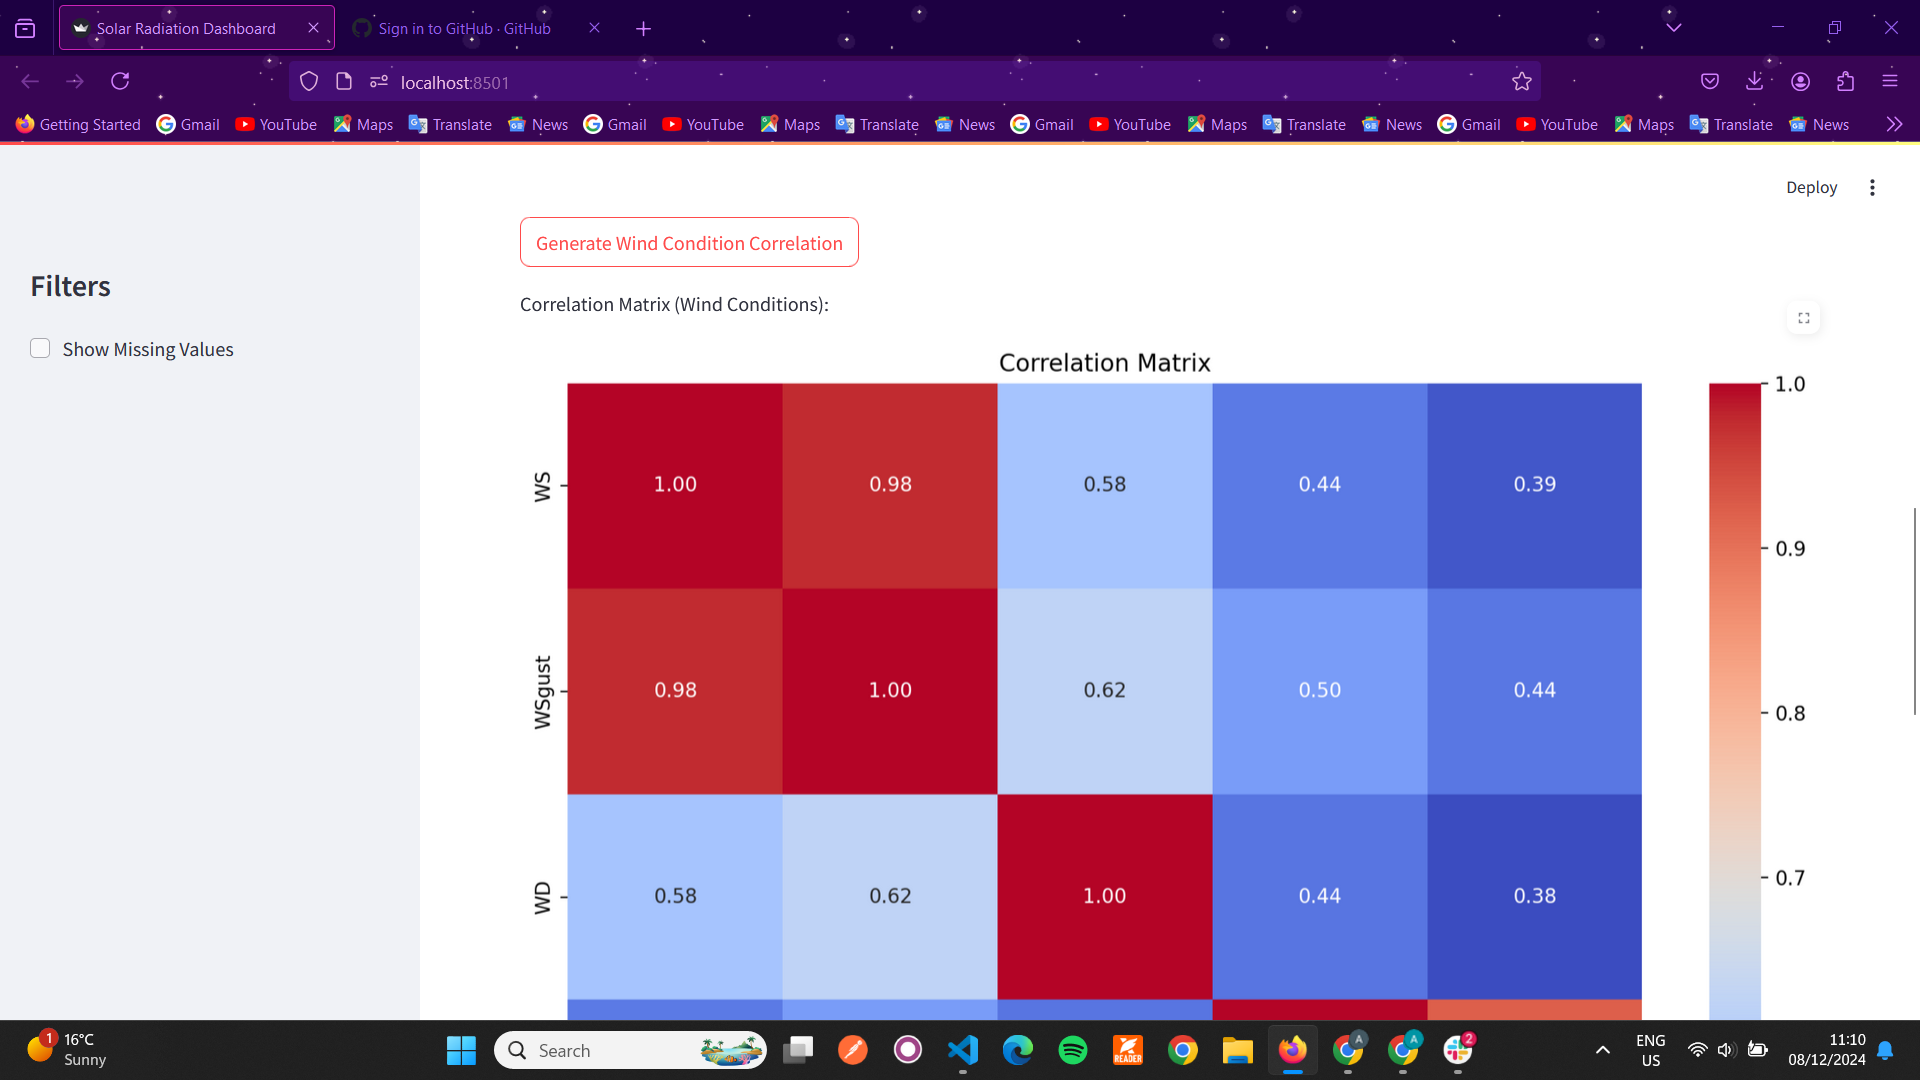 Solar Radiation Dashboard
Sign in to GitHub · GitHub
localhost:8501
Getting Started Gmail YouTube Maps Translate News Gmail YouTube Maps Translate News Gmail YouTube Maps Translate News Gmail YouTube Maps Translate News
Deploy
Filters
Show Missing Values
Generate Wind Condition Correlation
Correlation Matrix (Wind Conditions):
Correlation Matrix
WS 1.00 0.98 0.58 0.44 0.39
WSgust 0.98 1.00 0.62 0.50 0.44
WD 0.58 0.62 1.00 0.44 0.38
1.0
0.9
0.8
0.7
1
16°C
Sunny
Search
READER
A
A
2
ENG
US
11:10
08/12/2024